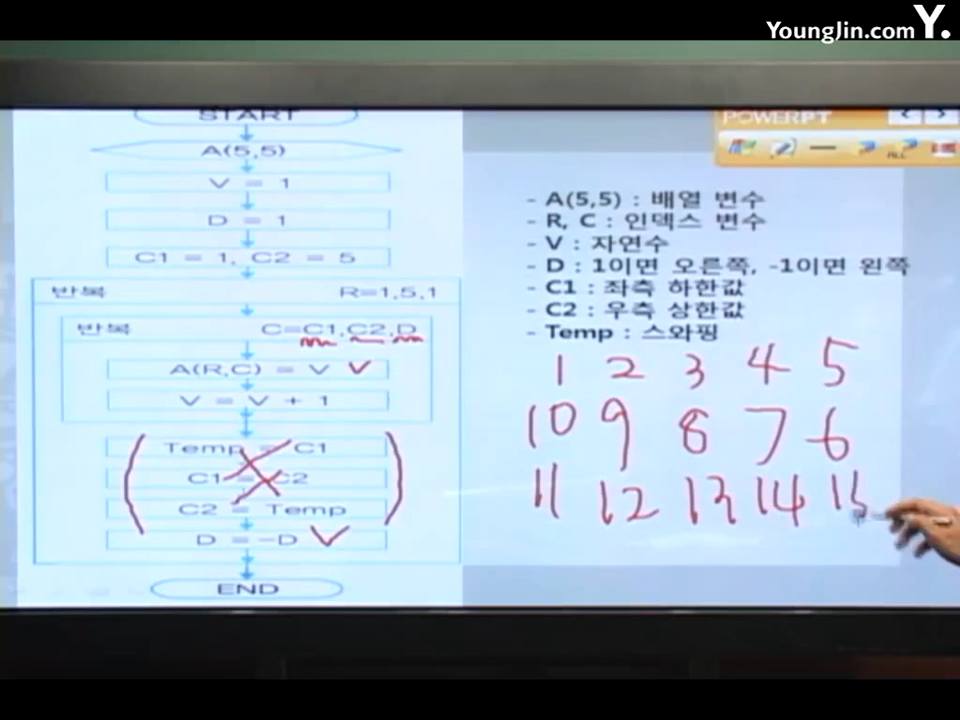 YoungJin.com Y.
START
A(5,5)
V = 1
D = 1
C1 = 1, C2 = 5
반복 R=1,5,1
반복 C=C1,C2,D
A(R,C) = V
V = V + 1
Temp = C1
C1 = C2
C2 = Temp
D = -D
END
POWERPT
ALL
- A(5,5) : 배열 변수
- R, C : 인덱스 변수
- V : 자연수
- D : 1이면 오른쪽, -1이면 왼쪽
- C1 : 좌측 하한값
- C2 : 우측 상한값
- Temp : 스와핑
1 2 3 4 5
10 9 8 7 6
11 12 13 14 15